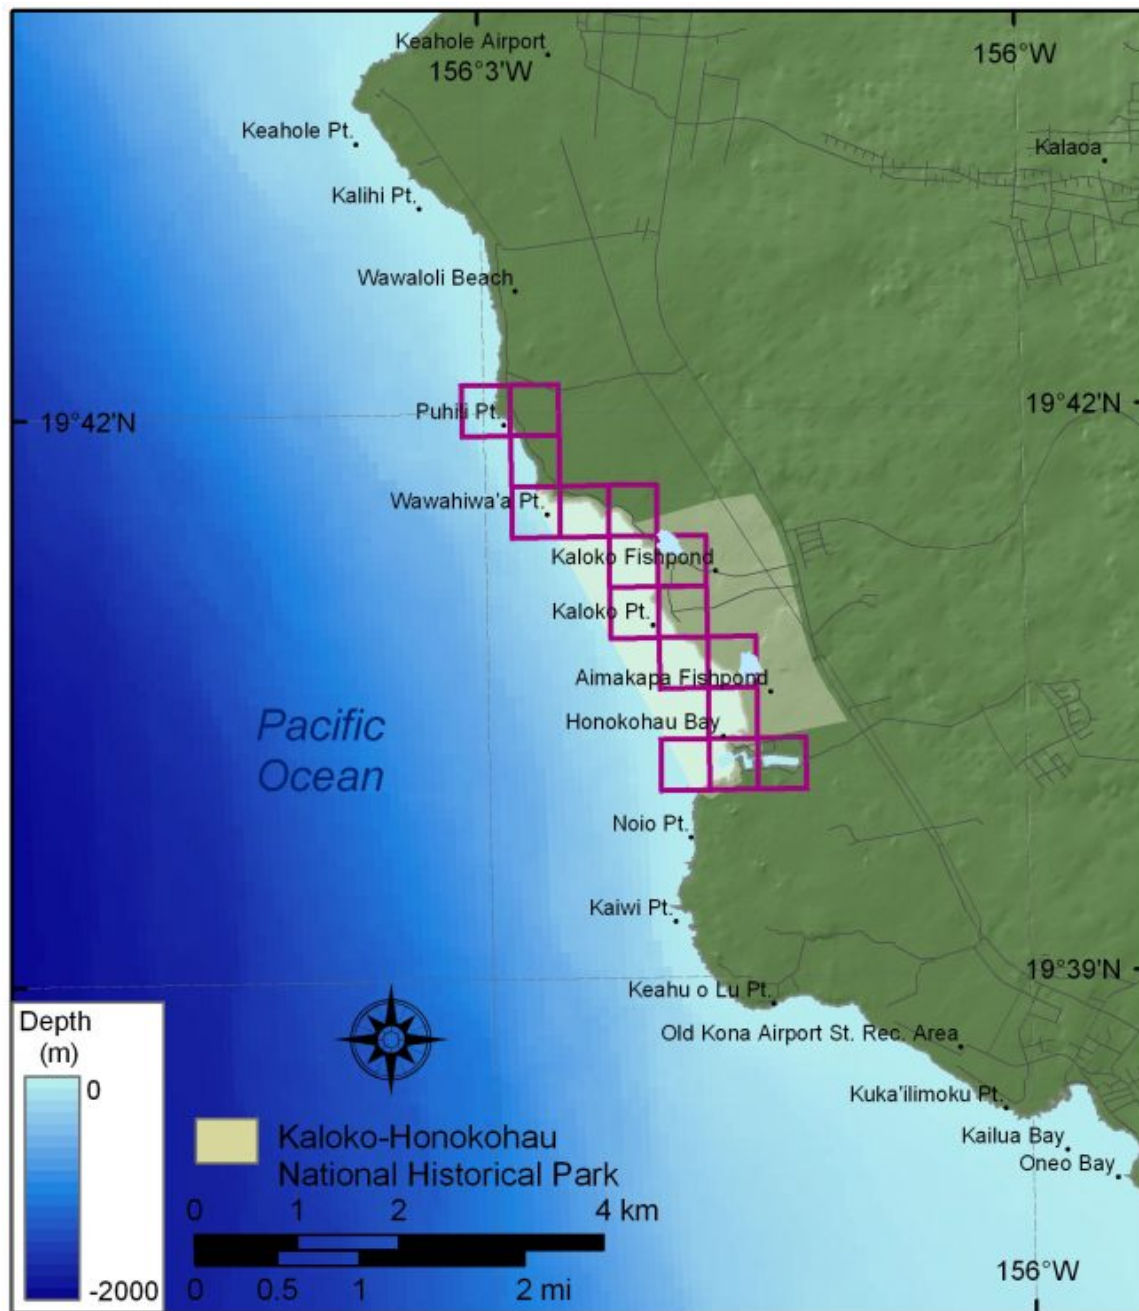 Keahole Airport
156°3'W
156°W
Keahole Pt.
Kalaoa
Kalihi Pt.
Wawaloli Beach
19°42'N
Puhili Pt.
19°42'N
Wawahiwa'a Pt.
Kaloko Fishpond
Kaloko Pt.
Aimakapa Fishpond
Honokohau Bay
Pacific
Ocean
Noio Pt.
Kaiwi Pt.
19°39'N
Keahu o Lu Pt.
Old Kona Airport St. Rec. Area
Kuka'ilimoku Pt.
Kailua Bay
Oneo Bay
156°W
Depth
(m)
0
-2000
Kaloko-Honokohau
National Historical Park
0 1 2 4 km
0 0.5 1 2 mi